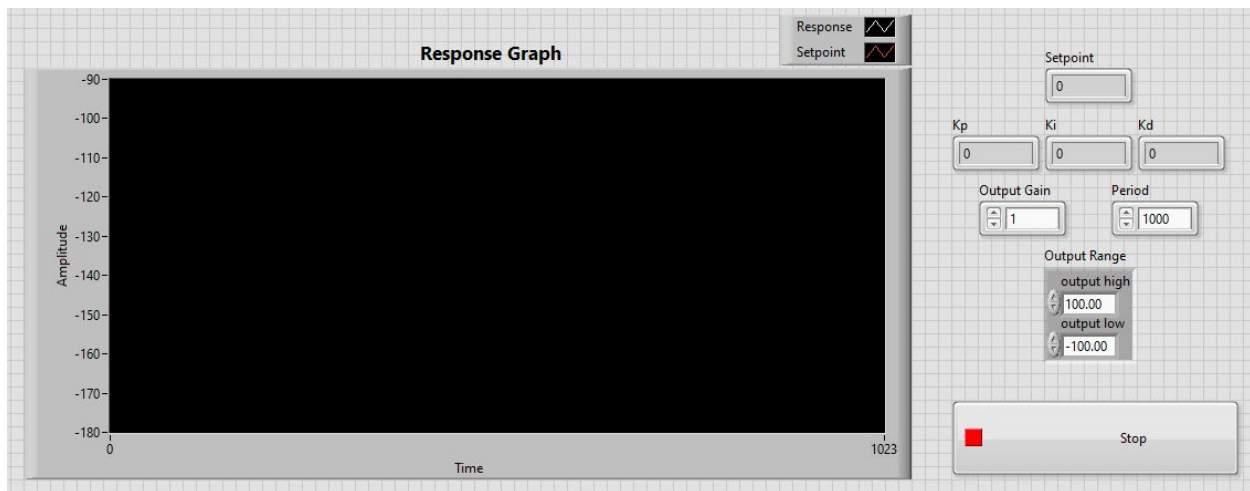 Response
Setpoint
Response Graph
-90
-100
-110
-120
-130
-140
-150
-160
-170
-180
Amplitude
0
1023
Time
Setpoint
0
Kp Ki Kd
0 0 0
Output Gain Period
1 1000
Output Range
output high
100.00
output low
-100.00
Stop